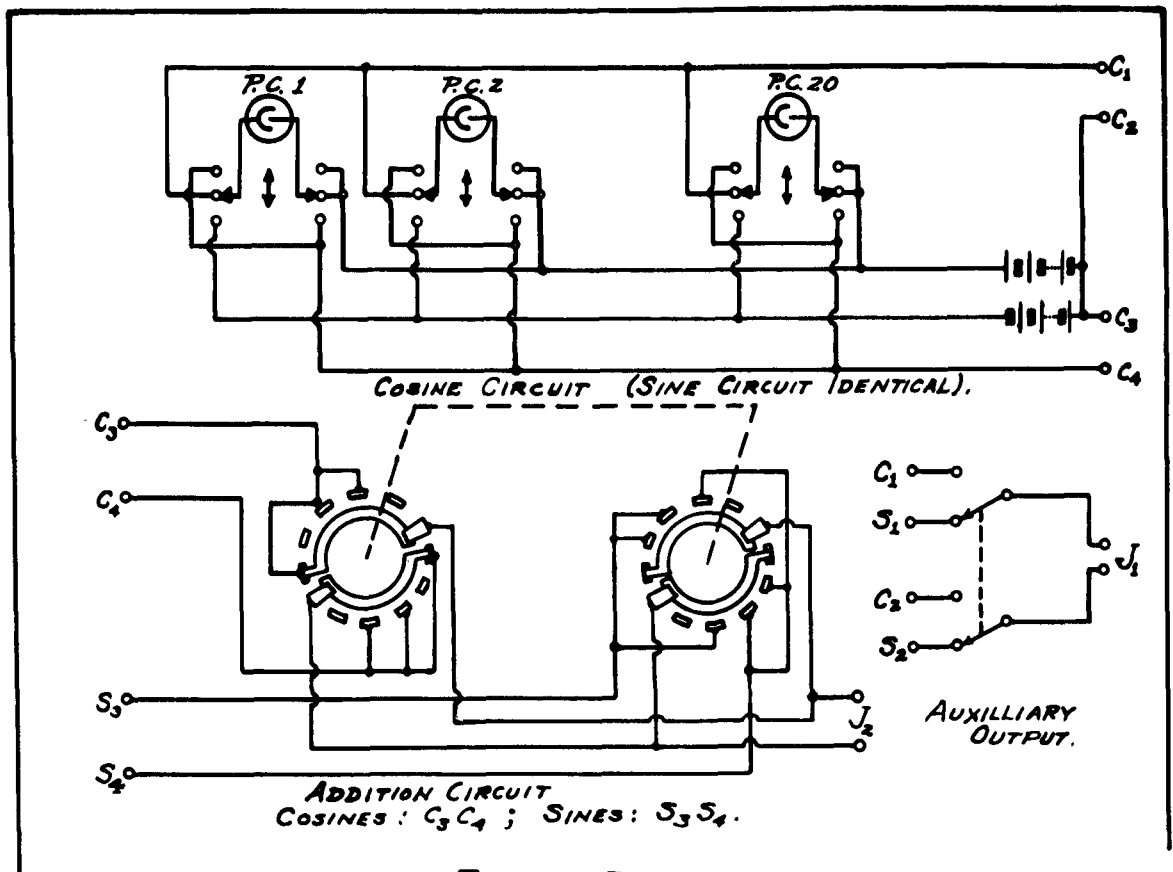 P.C. 1 P.C. 2 P.C. 20
C1
C2
C3
C4
COSINE CIRCUIT (SINE CIRCUIT IDENTICAL).
C3
C4
S3
S4
J2
C1
S1
C2
S2
J1
AUXILLIARY
OUTPUT.
ADDITION CIRCUIT
COSINES : C3 C4 ; SINES : S3 S4.